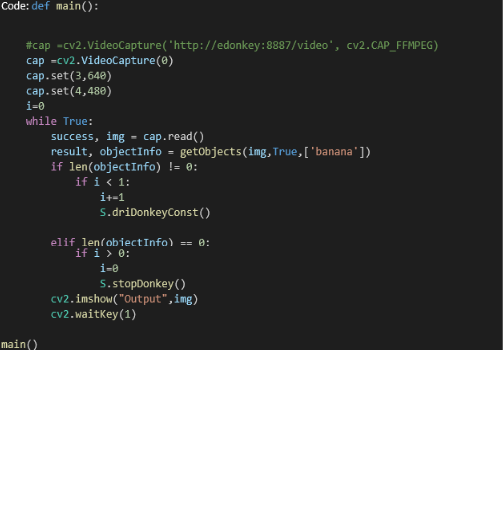 Code: def main():
#cap =cv2.VideoCapture('http://edonkey:8887/video', cv2.CAP_FFMPEG)
cap =cv2.VideoCapture(0)
cap.set(3,640)
cap.set(4,480)
i=0
while True:
success, img = cap.read()
result, objectInfo = getObjects(img,True,['banana'])
if len(objectInfo) != 0:
if i < 1:
i+=1
S.driDonkeyConst()
elif len(objectInfo) == 0:
if i > 0:
i=0
S.stopDonkey()
cv2.imshow("Output",img)
cv2.waitKey(1)
main()